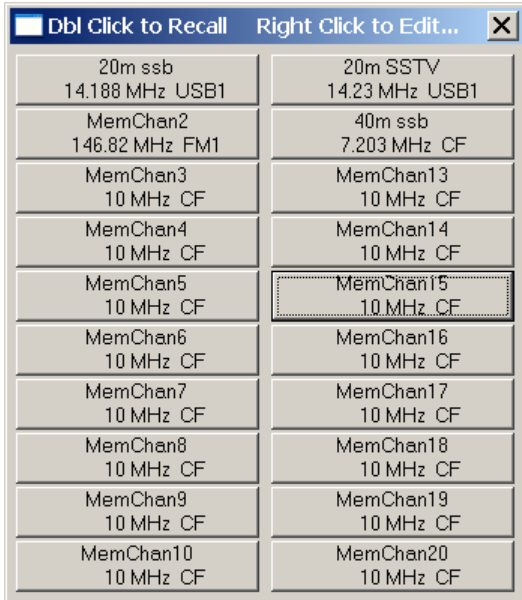 Dbl Click to Recall Right Click to Edit...
20m ssb
14.188 MHz USB1
20m SSTV
14.23 MHz USB1
MemChan2
146.82 MHz FM1
40m ssb
7.203 MHz CF
MemChan3
10 MHz CF
MemChan13
10 MHz CF
MemChan4
10 MHz CF
MemChan14
10 MHz CF
MemChan5
10 MHz CF
MemChan15
10 MHz CF
MemChan6
10 MHz CF
MemChan16
10 MHz CF
MemChan7
10 MHz CF
MemChan17
10 MHz CF
MemChan8
10 MHz CF
MemChan18
10 MHz CF
MemChan9
10 MHz CF
MemChan19
10 MHz CF
MemChan10
10 MHz CF
MemChan20
10 MHz CF